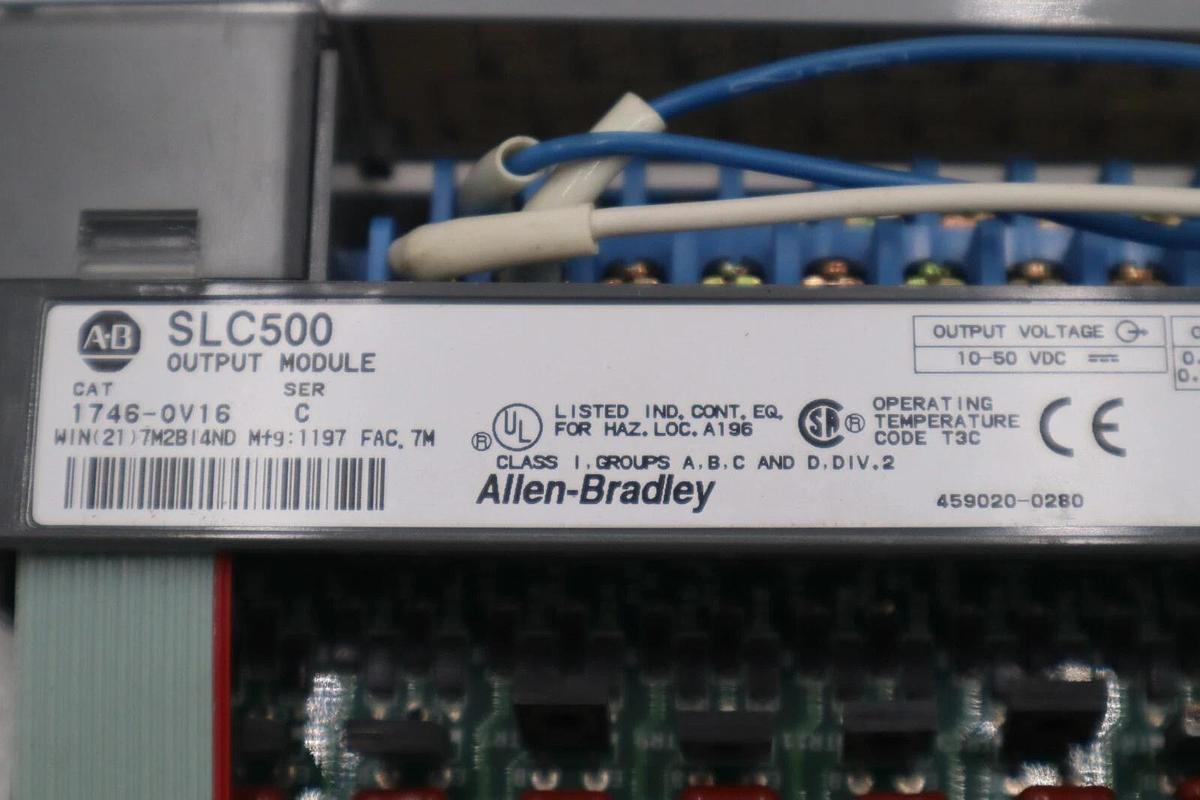 A-B SLC500
OUTPUT MODULE
CAT SER
1746-OV16 C
WIN(21)7M2BI4ND Mfg:1197 FAC. 7M
® UL LISTED IND. CONT. EQ.
FOR HAZ. LOC. A196
CLASS I, GROUPS A, B, C AND D, DIV.2
SA ® OPERATING
TEMPERATURE
CODE T3C
CE
Allen-Bradley
459020-0280
OUTPUT VOLTAGE
10-50 VDC